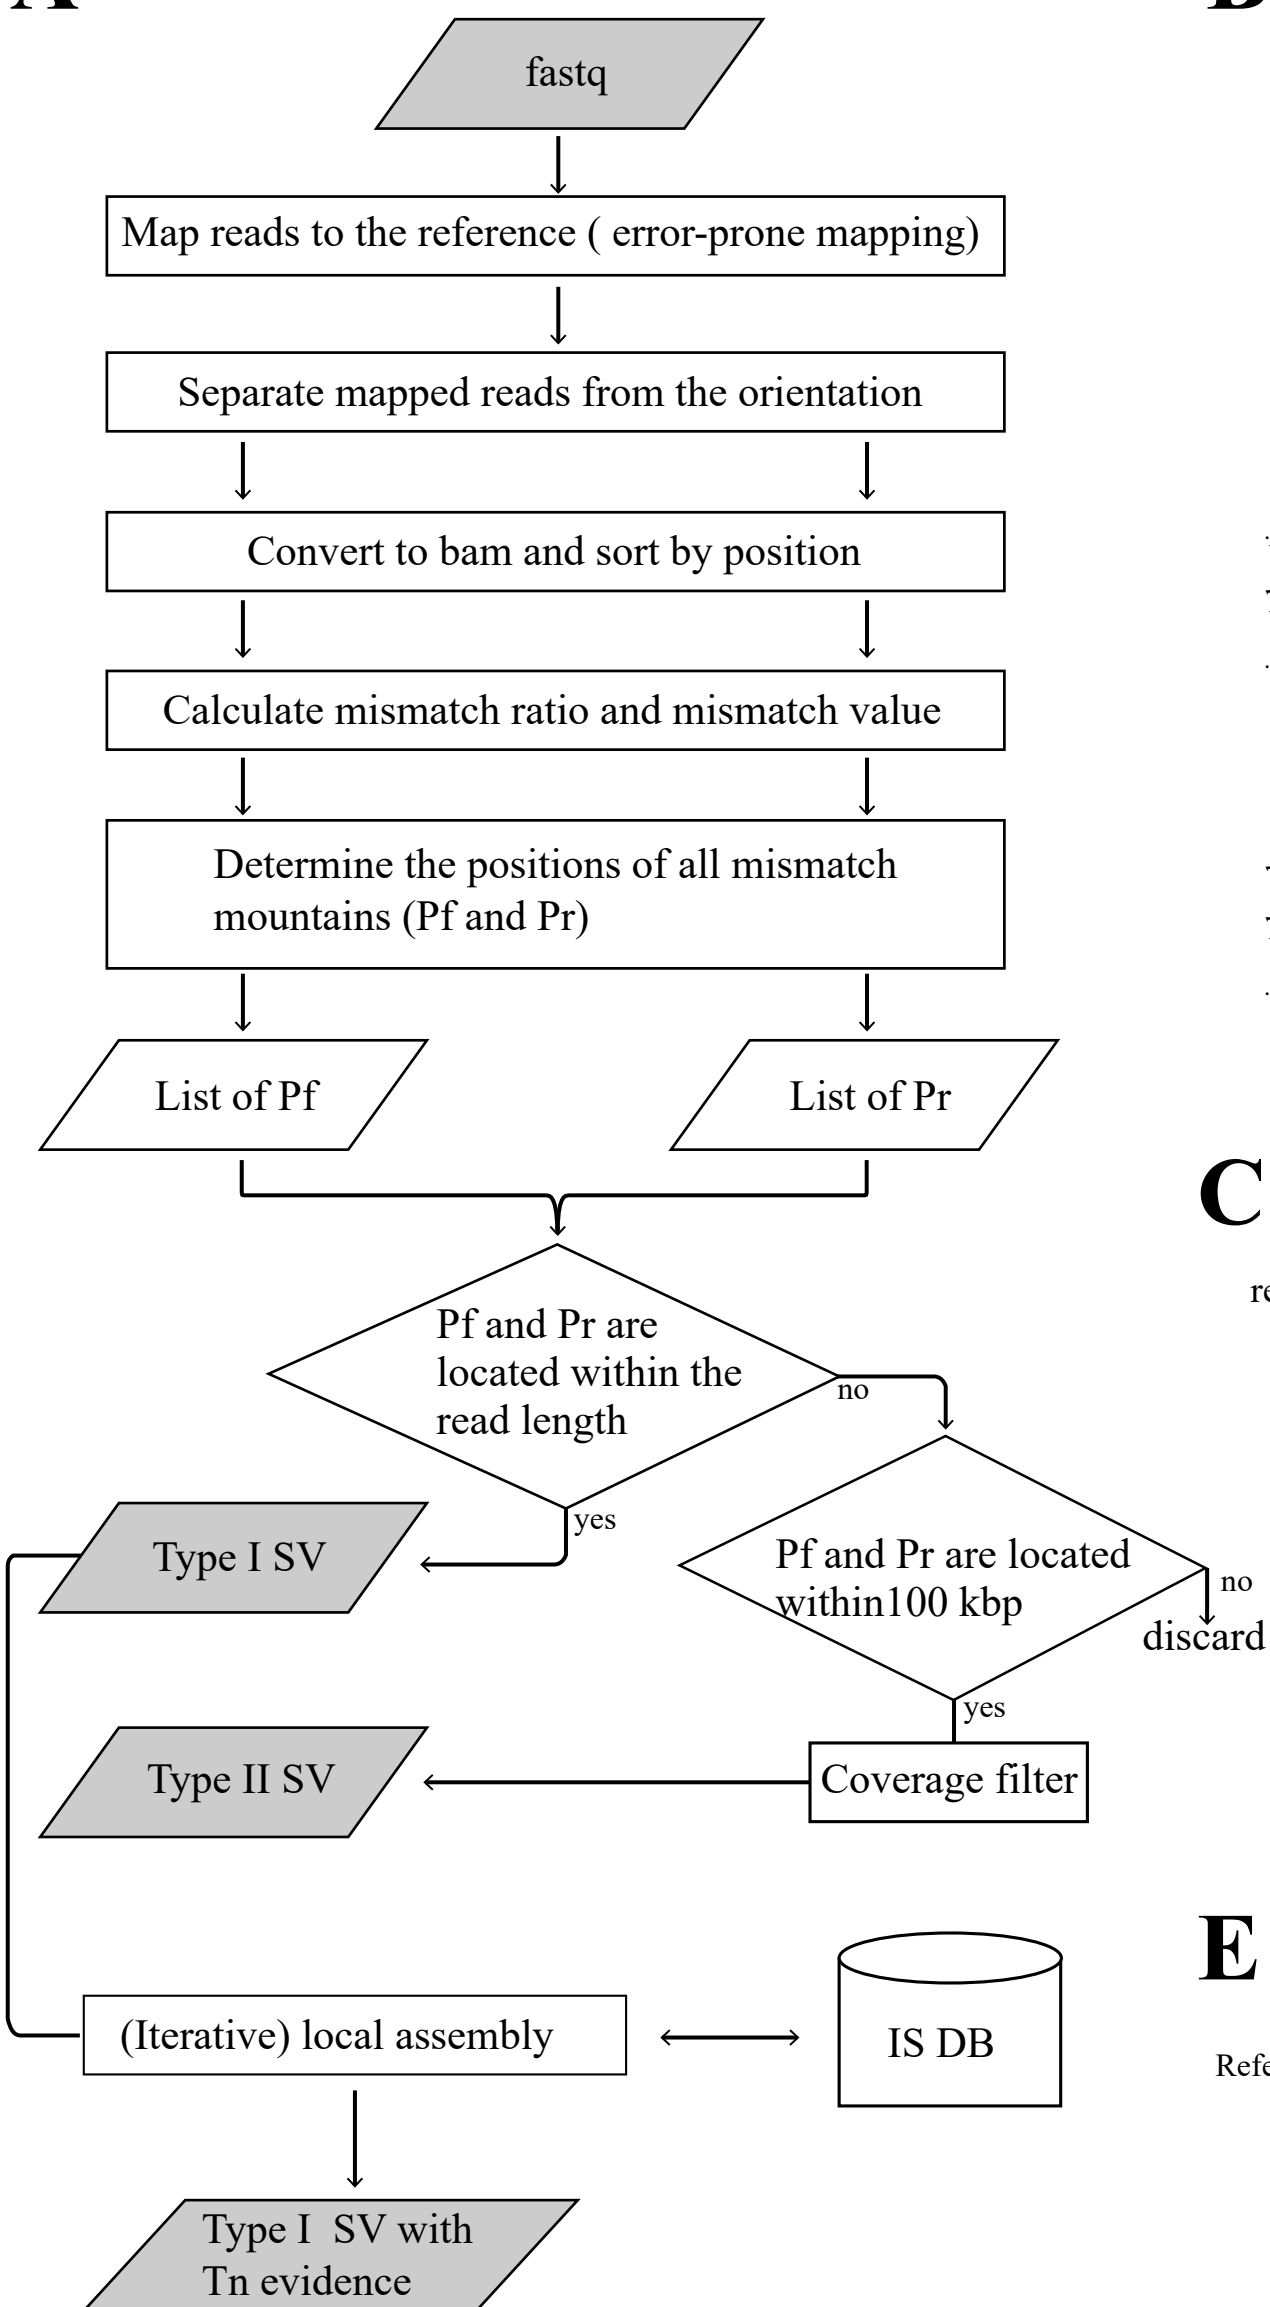 A
fastq
Map reads to the reference ( error-prone mapping)
Separate mapped reads from the orientation
Convert to bam and sort by position
Calculate mismatch ratio and mismatch value
Determine the positions of all mismatch
mountains (Pf and Pr)
List of Pf
List of Pr
C
Pf and Pr are
located within the
read length
no
yes
Type I SV
Pf and Pr are located
within100 kbp
no
discard
yes
Type II SV
Coverage filter
E
(Iterative) local assembly
IS DB
Refe
Type I SV with
Tn evidence